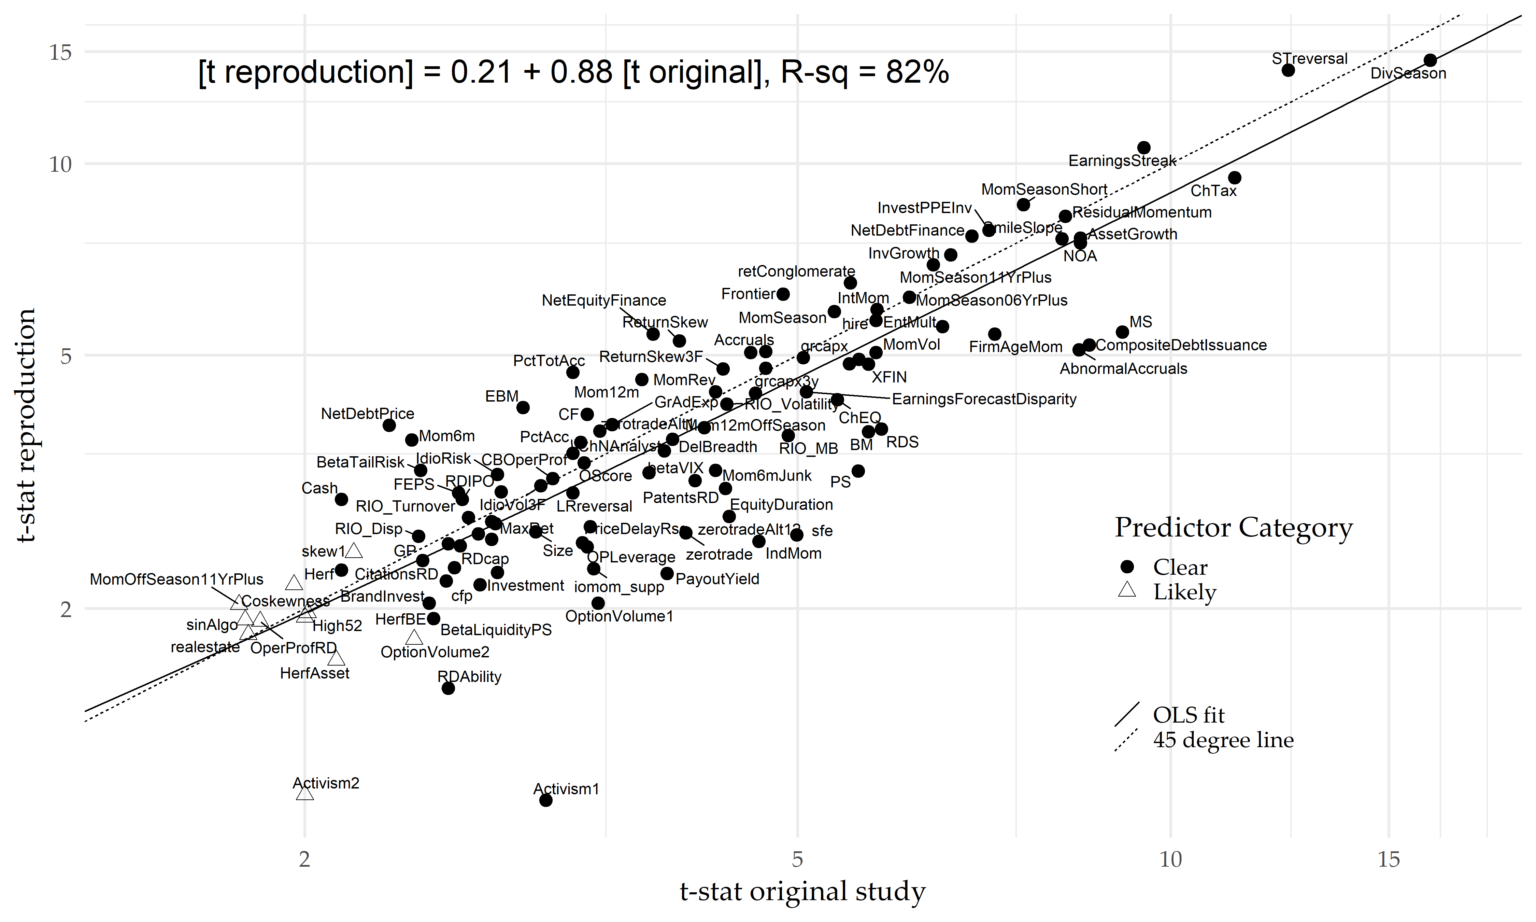 [t reproduction] = 0.21 + 0.88 [t original], R-sq = 82%
t-stat reproduction
15
10
5
2
STreversal
DivSeason
EarningsStreak
ChTax
MomSeasonShort
InvestPPEInv
ResidualMomentum
NetDebtFinance
SmileSlope
AssetGrowth
InvGrowth
NOA
retConglomerate
MomSeason11YrPlus
Frontier
IntMom
MomSeason06YrPlus
NetEquityFinance
MomSeason
hire
EntMult
MS
ReturnSkew
Accruals
grcapx
MomVol
FirmAgeMom
CompositeDebtIssuance
ReturnSkew3F
AbnormalAccruals
PctTotAcc
MomRev
grcapx3y
XFIN
EBM
Mom12m
GrAdExp
RIO_Volatility
EarningsForecastDisparity
NetDebtPrice
CF
zerotradeAlt1
Mom12mOffSeason
ChEQ
Mom6m
PctAcc
ChNAnalyst
DelBreadth
RIO_MB
BM
RDS
BetaTailRisk
IdioRisk
CBOperProf
OScore
betaVIX
Mom6mJunk
PS
Cash
FEPS
RDIPO
RIO_Turnover
IdioVol3F
LRreversal
PatentsRD
EquityDuration
RIO_Disp
MaxRet
PriceDelayRsq
zerotradeAlt12
sfe
skew1
GP
Size
zerotrade
IndMom
Herf
CitationsRD
RDcap
OPLeverage
MomOffSeason11YrPlus
BrandInvest
cfp
Investment
iomom_supp
PayoutYield
Coskewness
sinAlgo
High52
HerfBE
BetaLiquidityPS
OptionVolume1
realestate
OperProfRD
OptionVolume2
HerfAsset
RDAbility
Activism2
Activism1
Predictor Category
Clear
Likely
OLS fit
45 degree line
2
5
10
15
t-stat original study